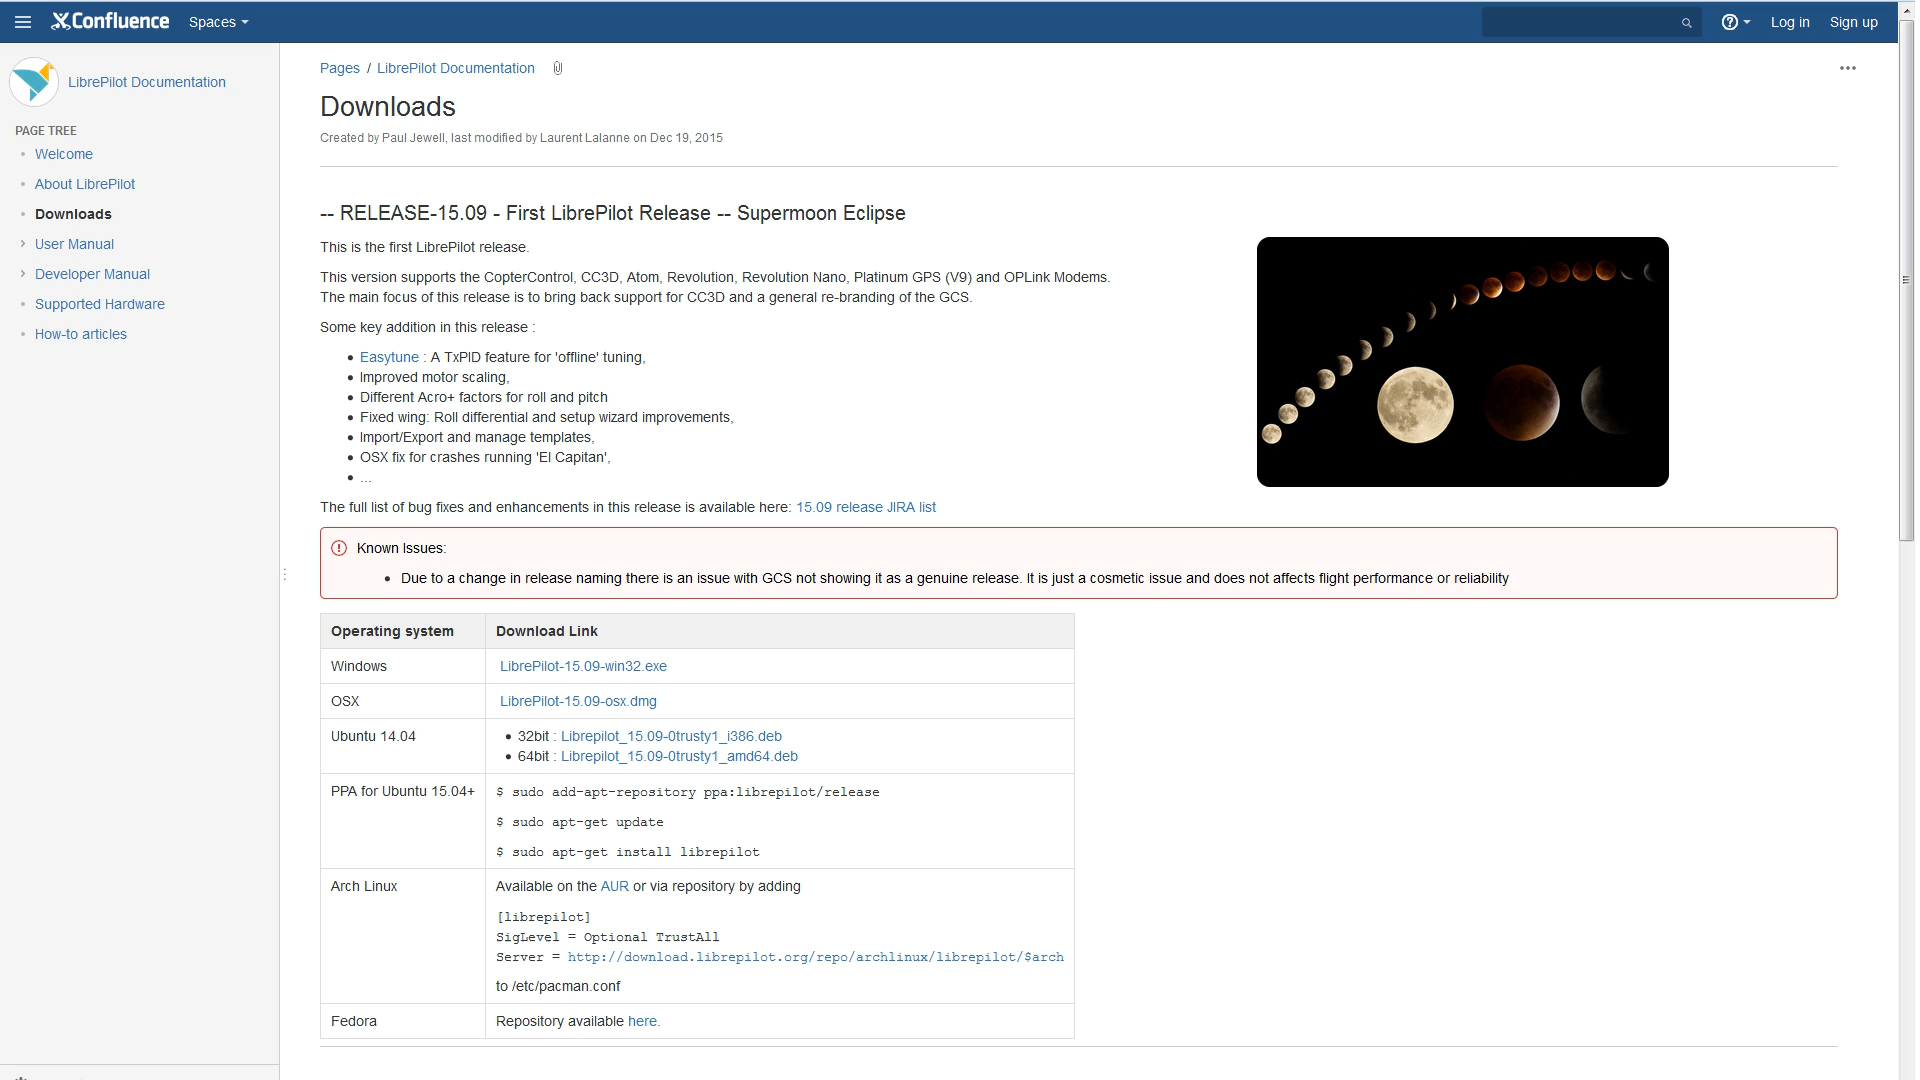 Confluence Spaces Log in Sign up
LibrePilot Documentation
PAGE TREE
Welcome
About LibrePilot
Downloads
User Manual
Developer Manual
Supported Hardware
How-to articles
Pages / LibrePilot Documentation
Downloads
Created by Paul Jewell, last modified by Laurent Lalanne on Dec 19, 2015
-- RELEASE-15.09 - First LibrePilot Release -- Supermoon Eclipse
This is the first LibrePilot release.
This version supports the CopterControl, CC3D, Atom, Revolution, Revolution Nano, Platinum GPS (V9) and OPLink Modems.
The main focus of this release is to bring back support for CC3D and a general re-branding of the GCS.
Some key addition in this release :
• Easytune : A TxPID feature for 'offline' tuning,
• Improved motor scaling,
• Different Acro+ factors for roll and pitch
• Fixed wing: Roll differential and setup wizard improvements,
• Import/Export and manage templates,
• OSX fix for crashes running 'El Capitan',
• ...
The full list of bug fixes and enhancements in this release is available here: 15.09 release JIRA list
Known Issues:
• Due to a change in release naming there is an issue with GCS not showing it as a genuine release. It is just a cosmetic issue and does not affects flight performance or reliability
Operating system Download Link
Windows LibrePilot-15.09-win32.exe
OSX LibrePilot-15.09-osx.dmg
Ubuntu 14.04 • 32bit : Librepilot_15.09-0trusty1_i386.deb
• 64bit : Librepilot_15.09-0trusty1_amd64.deb
PPA for Ubuntu 15.04+ $ sudo add-apt-repository ppa:librepilot/release
$ sudo apt-get update
$ sudo apt-get install librepilot
Arch Linux Available on the AUR or via repository by adding
[librepilot]
SigLevel = Optional TrustAll
Server = http://download.librepilot.org/repo/archlinux/librepilot/$arch
to /etc/pacman.conf
Fedora Repository available here.